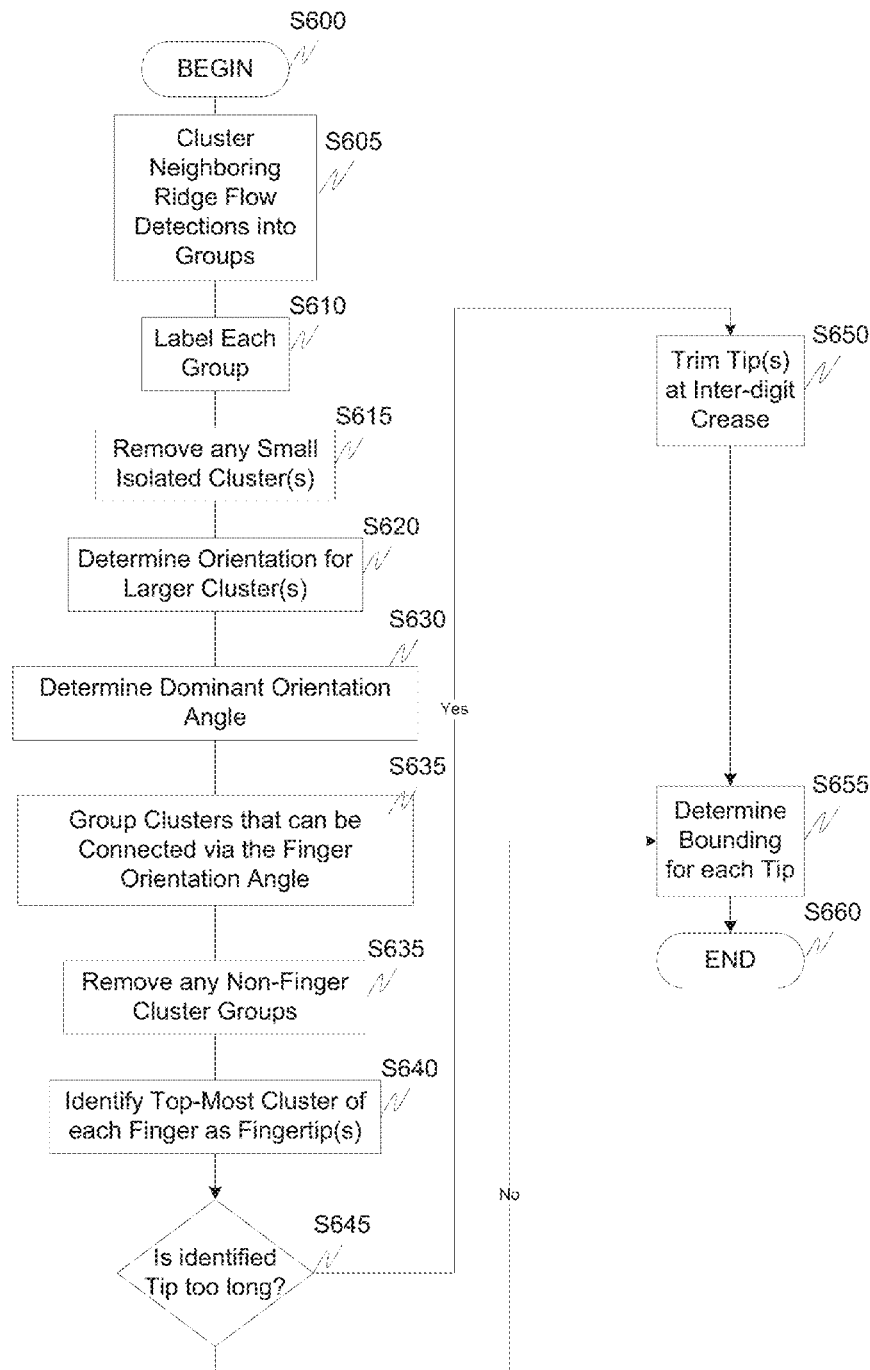 S600
BEGIN
S605
Cluster
Neighboring
Ridge Flow
Detections into
Groups
S610
Label Each
Group
S615
Remove any Small
Isolated Cluster(s)
S620
Determine Orientation for
Larger Cluster(s)
S630
Determine Dominant Orientation
Angle
S635
Group Clusters that can be
Connected via the Finger
Orientation Angle
S635
Remove any Non-Finger
Cluster Groups
S640
Identify Top-Most Cluster of
each Finger as Fingertip(s)
S645
Is identified
Tip too long?
Yes
No
S650
Trim Tip(s)
at Inter-digit
Crease
S655
Determine
Bounding
for each Tip
S660
END